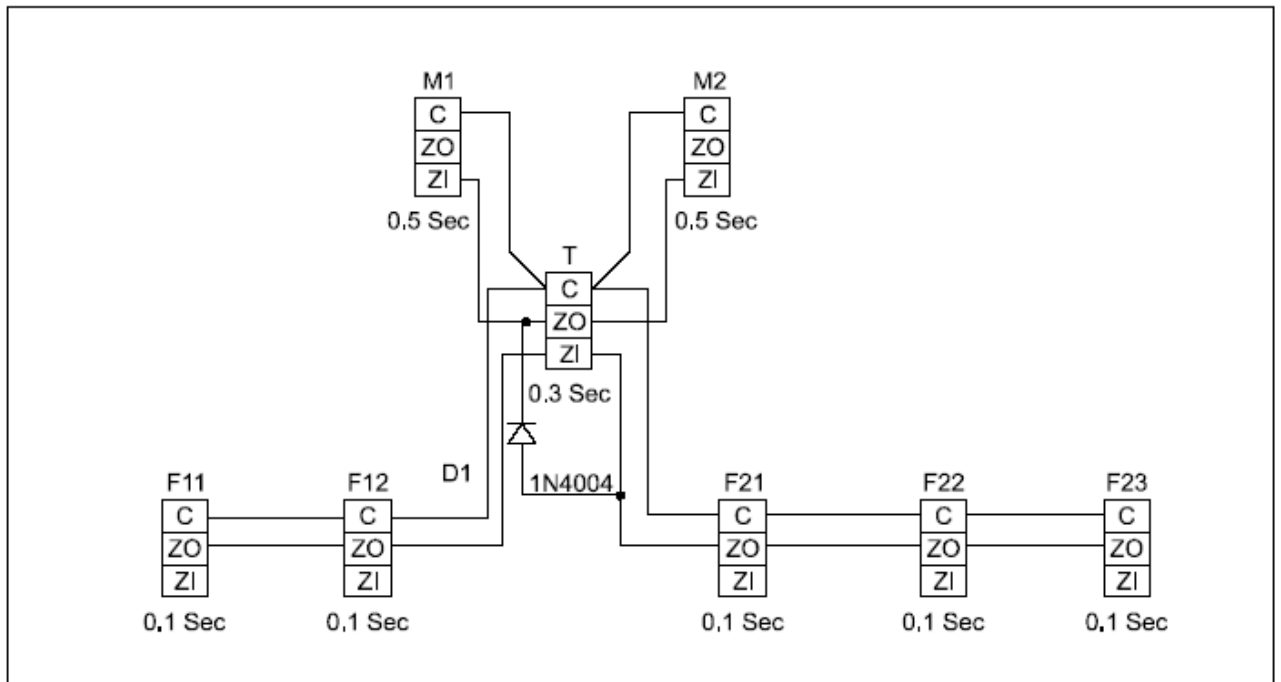 M1
C
ZO
ZI
0.5 Sec
M2
C
ZO
ZI
0.5 Sec
T
C
ZO
ZI
0.3 Sec
D1
1N4004
F11
C
ZO
ZI
0.1 Sec
F12
C
ZO
ZI
0.1 Sec
F21
C
ZO
ZI
0.1 Sec
F22
C
ZO
ZI
0.1 Sec
F23
C
ZO
ZI
0.1 Sec